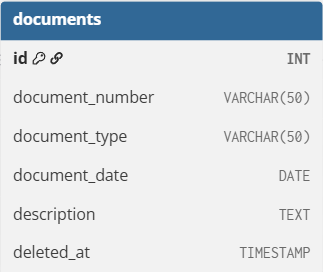 documents
id INT
document_number VARCHAR(50)
document_type VARCHAR(50)
document_date DATE
description TEXT
deleted_at TIMESTAMP